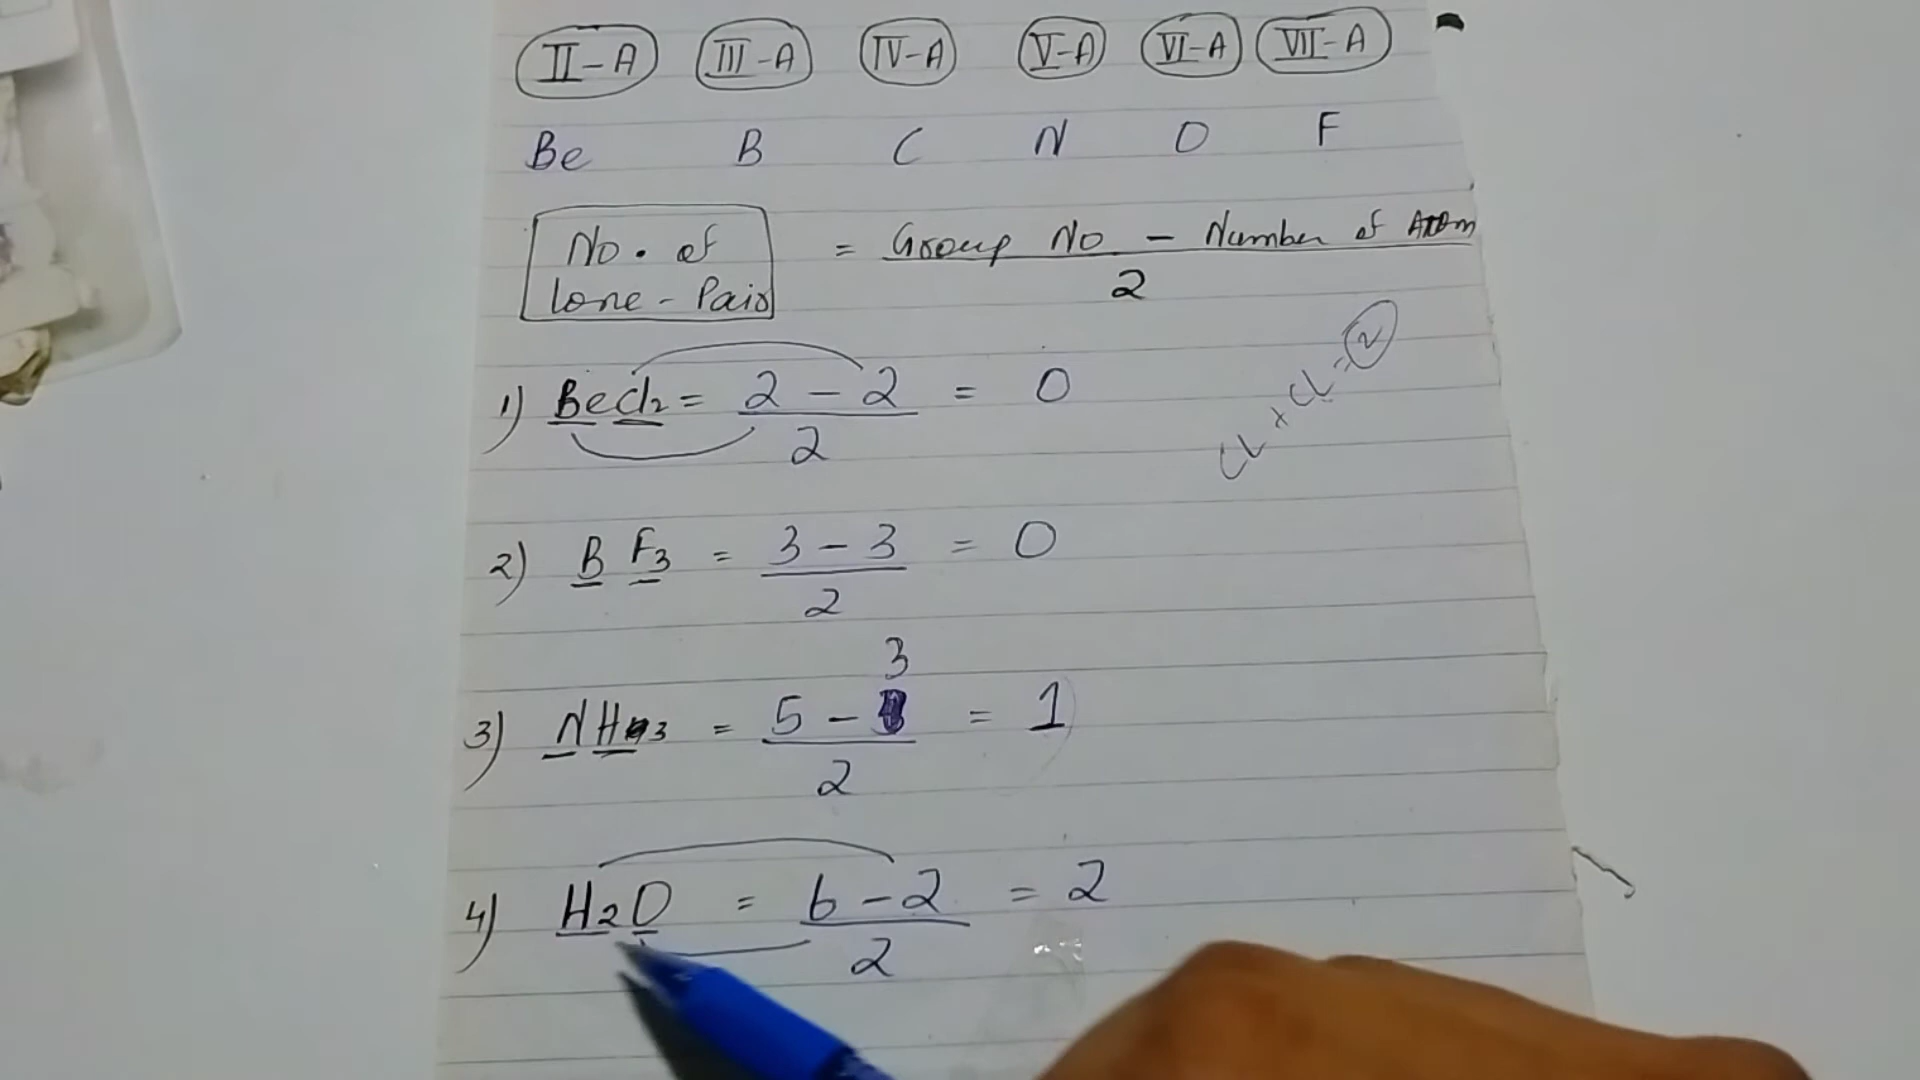 II-A III-A IV-A V-A VI-A VII-A
Be B C N O F
No. of Lone-Pair = Group No - Number of Atom / 2
1) BeCl2 = 2 - 2 / 2 = 0
CL + CL = 2
2) BF3 = 3 - 3 / 2 = 0
3
3) NH3 = 5 - / 2 = 1
4) H2O = 6 - 2 / 2 = 2